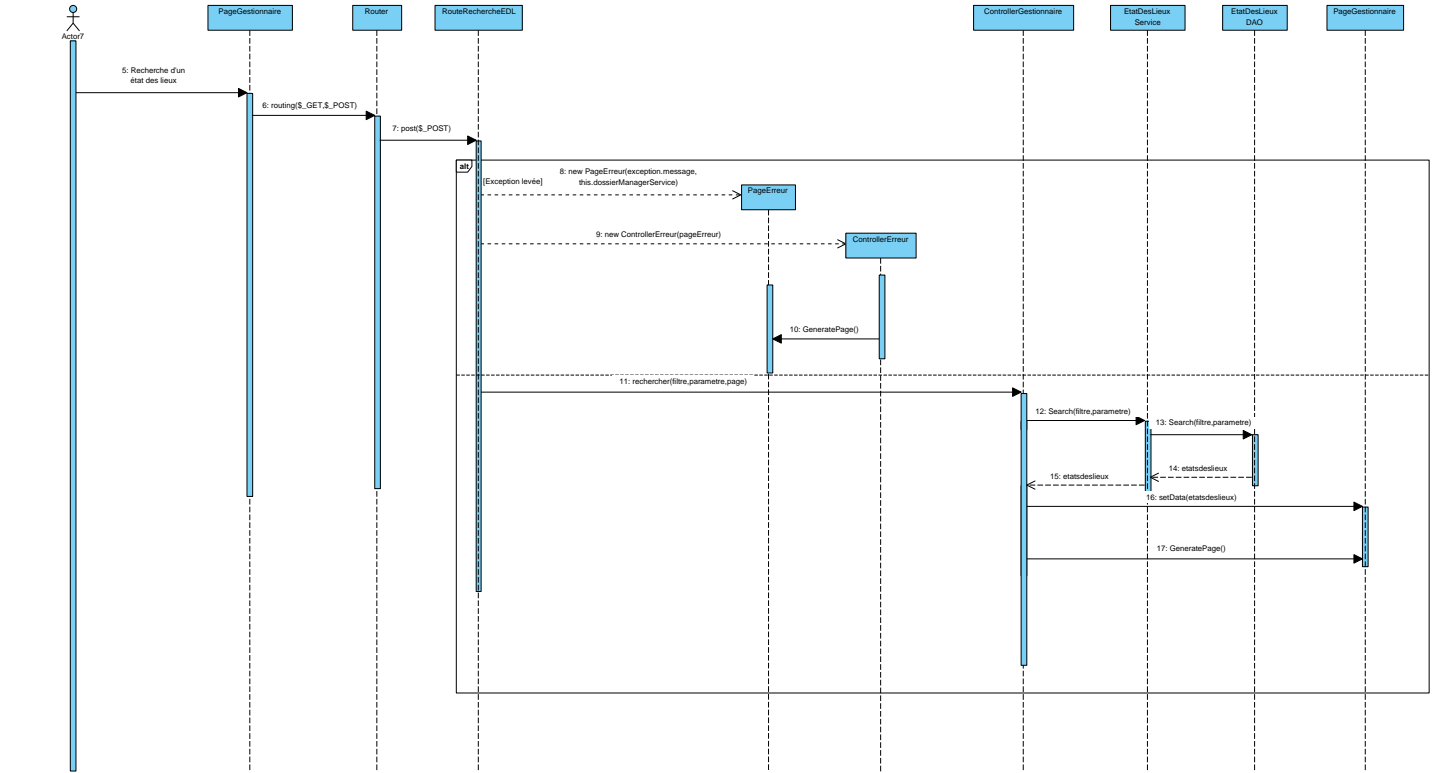 PageGestionnaire
Router
RouteRechercheEDL
ControllerGestionnaire
EtatDesLieux
Service
EtatDesLieux
DAO
PageGestionnaire
Actor7
5: Recherche d'un
état des lieux
6: routing($_GET,$_POST)
7: post($_POST)
alt
[Exception levée]
8: new PageErreur(exception.message,
this.dossierManagerService)
PageErreur
9: new ControllerErreur(pageErreur)
ControllerErreur
10: GeneratePage()
11: rechercher(filtre,parametre,page)
12: Search(filtre,parametre)
13: Search(filtre,parametre)
14: etatsdeslieux
15: etatsdeslieux
16: setData(etatsdeslieux)
17: GeneratePage()